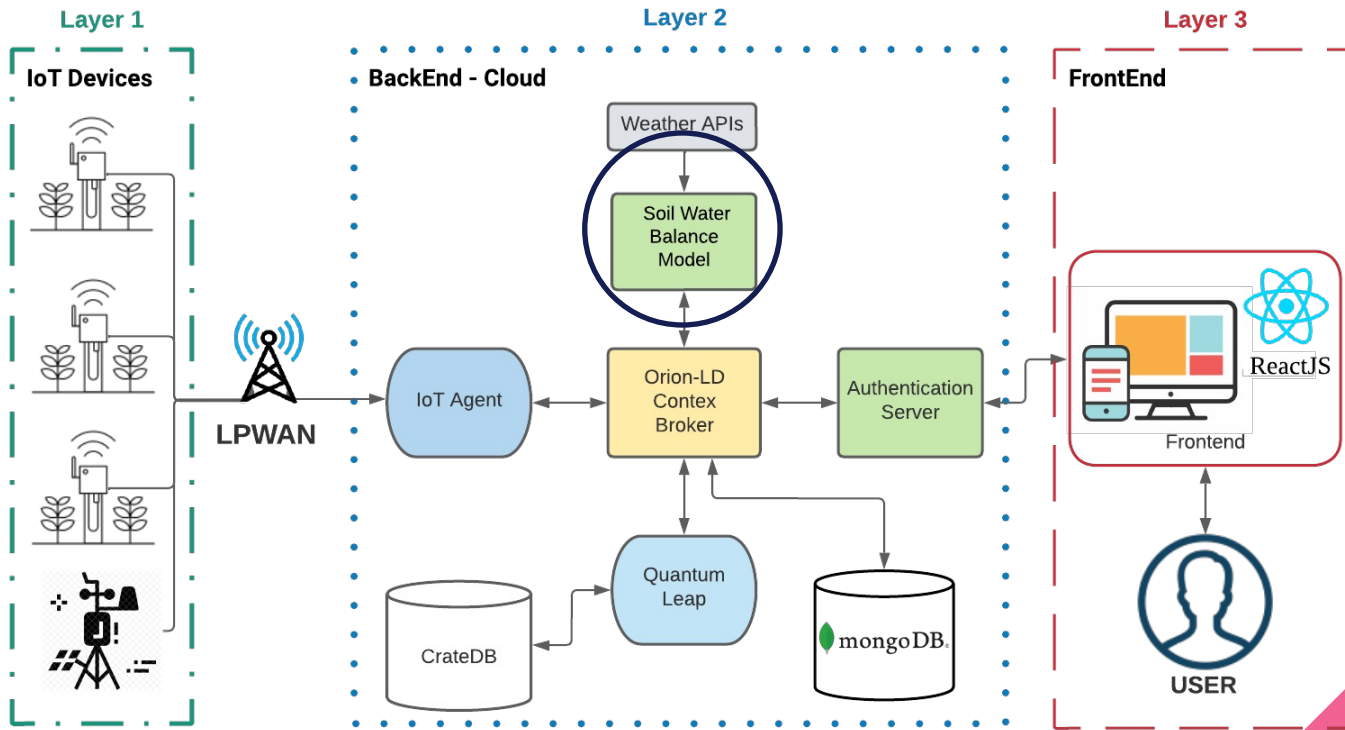 Layer 1
Layer 2
Layer 3
IoT Devices
BackEnd - Cloud
FrontEnd
Weather APIs
Soil Water
Balance
Model
LPWAN
IoT Agent
Orion-LD
Contex
Broker
Authentication
Server
ReactJS
Frontend
Quantum
Leap
CrateDB
mongoDB
USER